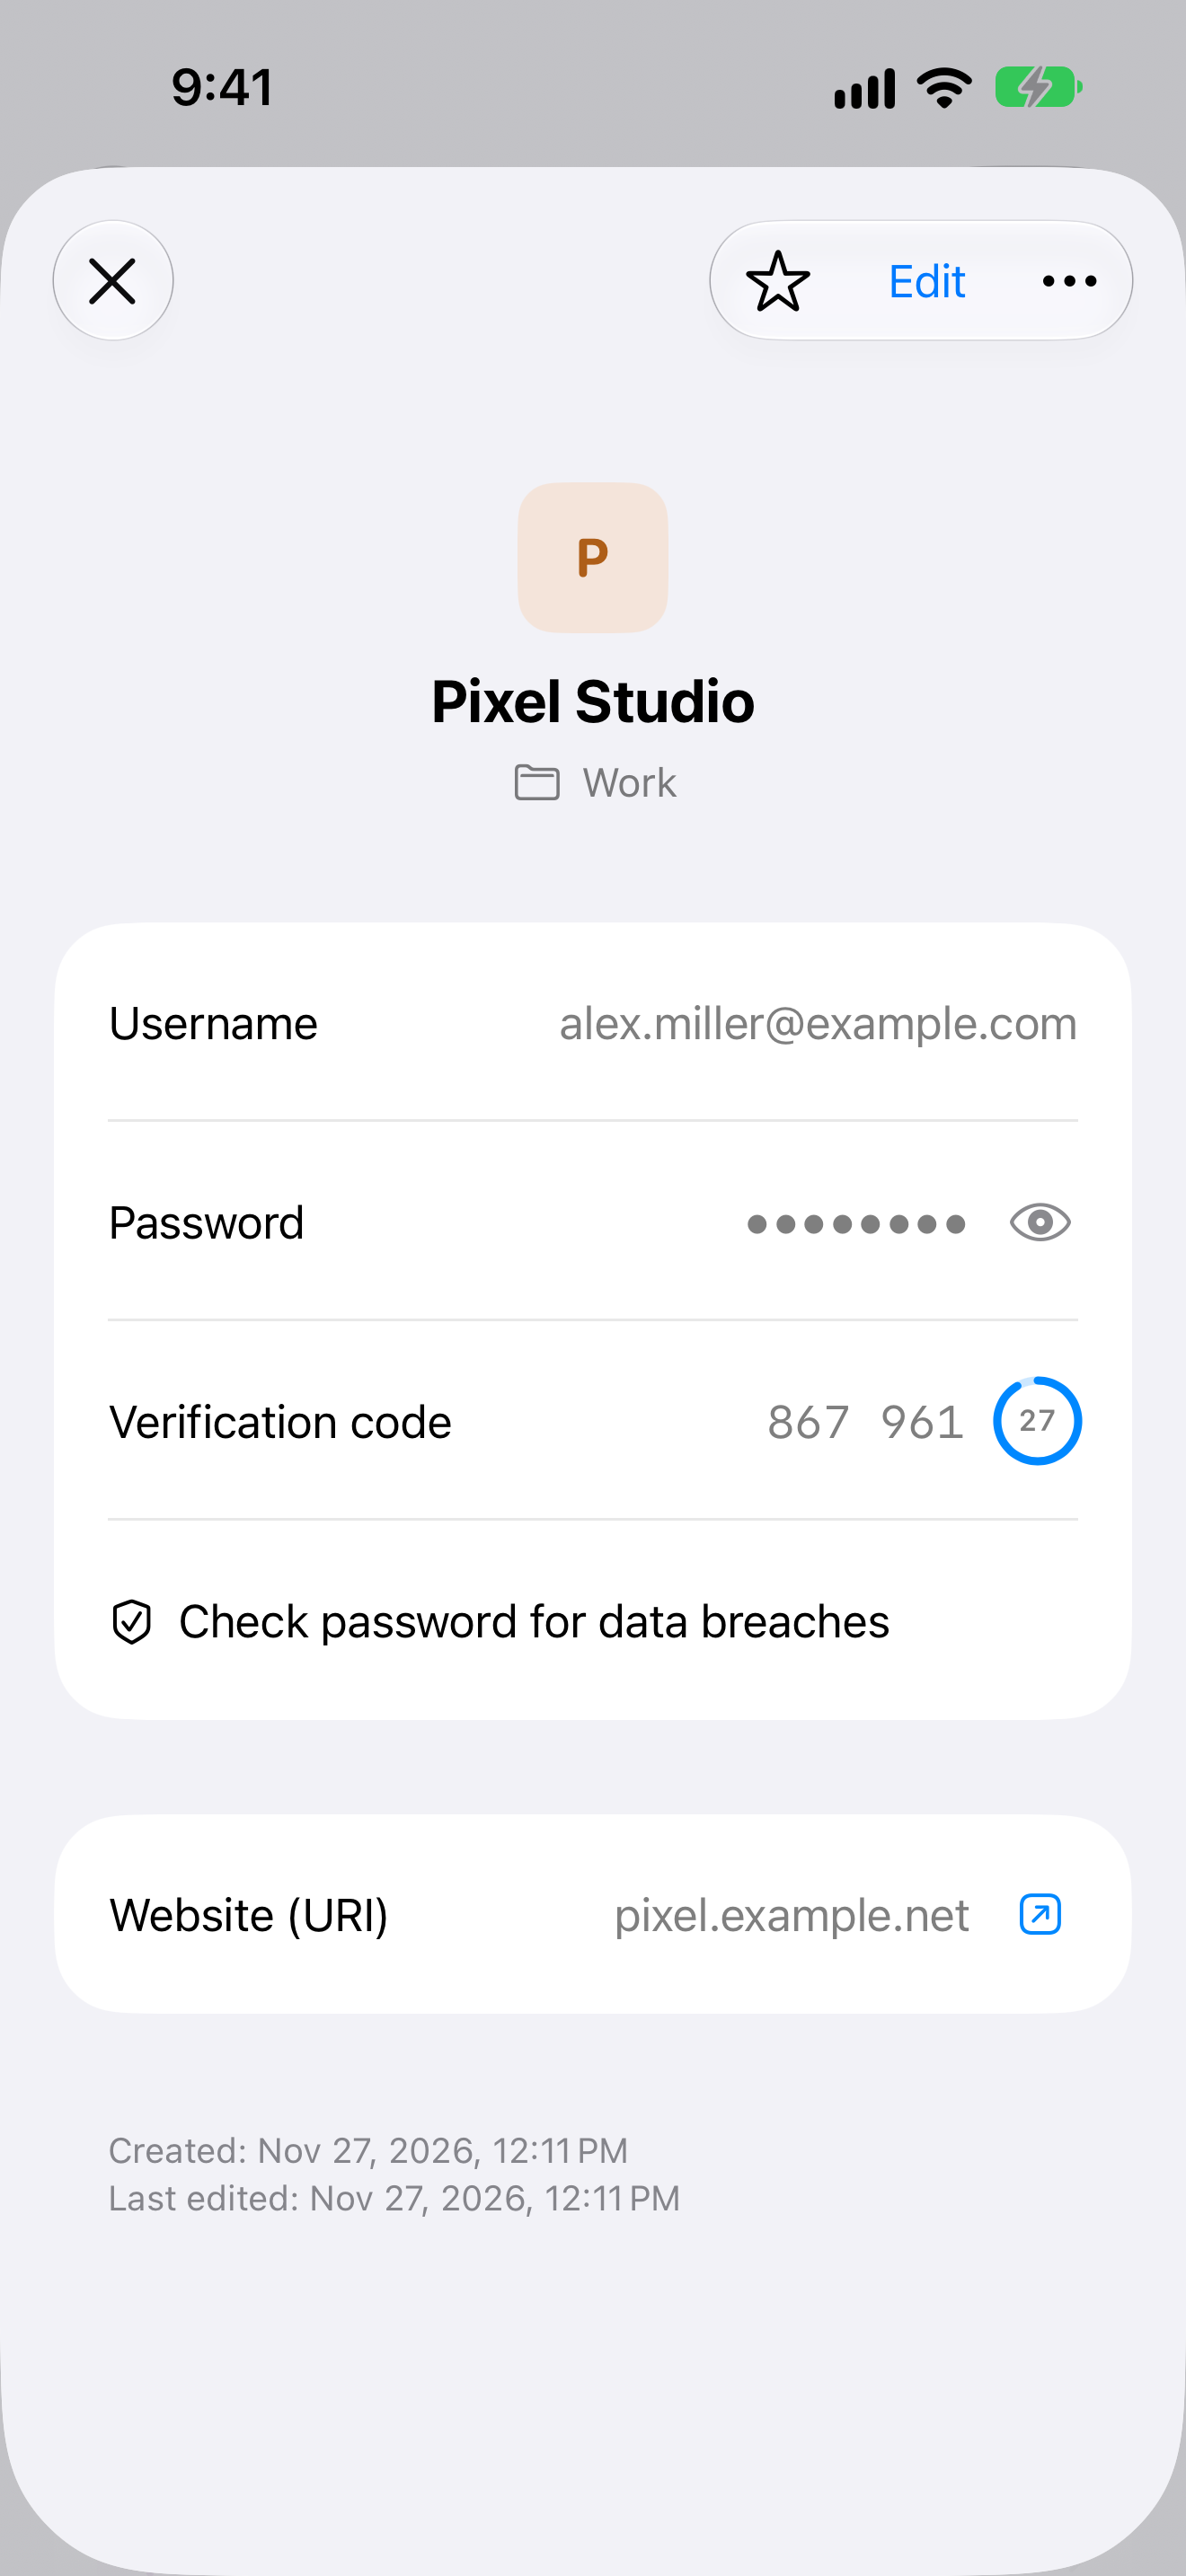 9:41
Edit
P
Pixel Studio
Work
Username alex.miller@example.com
Password ••••••••
Verification code 867 961 27
Check password for data breaches
Website (URI) pixel.example.net
Created: Nov 27, 2026, 12:11 PM
Last edited: Nov 27, 2026, 12:11 PM